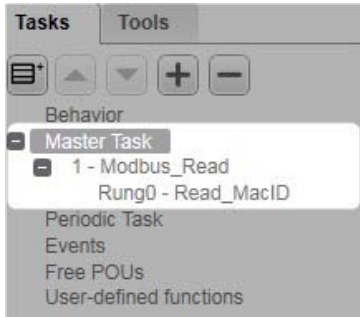 Tasks Tools
Behavior
Master Task
1 - Modbus_Read
Rung0 - Read_MacID
Periodic Task
Events
Free POUs
User-defined functions